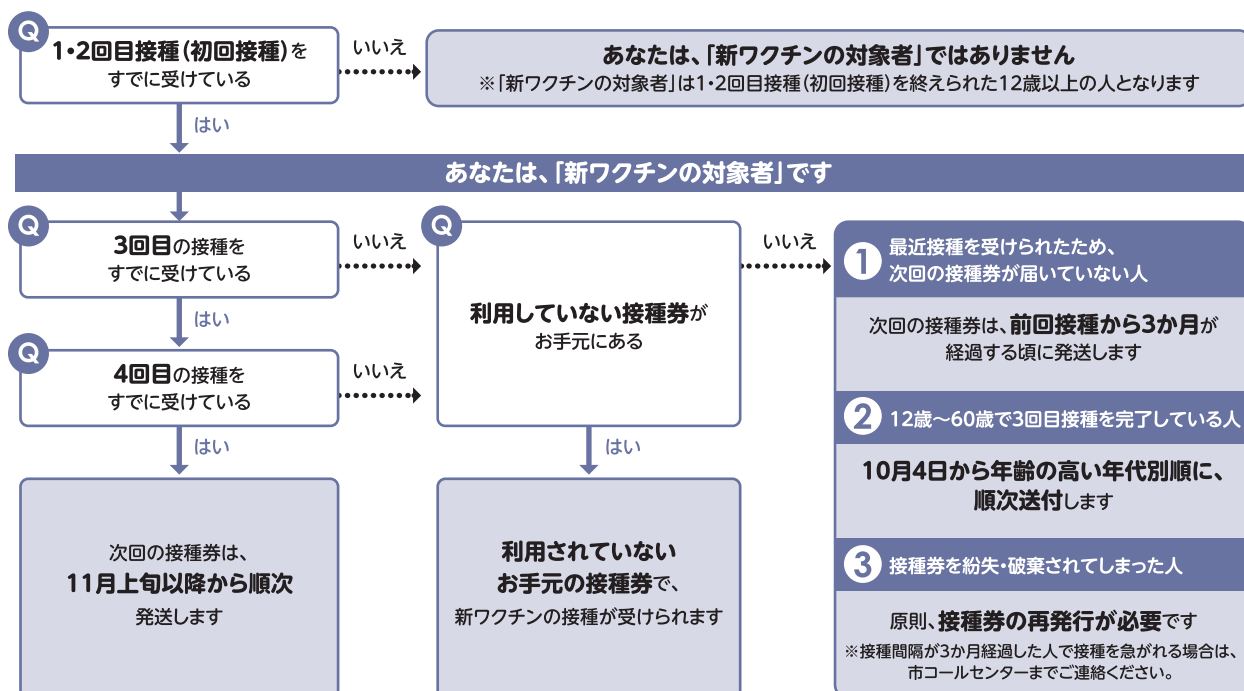 Q
1・2回目接種(初回接種)を
すでに受けている
いいえ
あなたは、「新ワクチンの対象者」ではありません
※「新ワクチンの対象者」は1・2回目接種(初回接種)を終えられた12歳以上の人となります
はい
あなたは、「新ワクチンの対象者」です
Q
3回目の接種を
すでに受けている
いいえ
はい
Q
4回目の接種を
すでに受けている
いいえ
はい
次回の接種券は、
11月上旬以降から順次
発送します
Q
利用していない接種券が
お手元にある
いいえ
はい
利用されていない
お手元の接種券で、
新ワクチンの接種が受けられます
1 最近接種を受けられたため、
次回の接種券が届いていない人
次回の接種券は、前回接種から3か月が
経過する頃に発送します
2 12歳～60歳で3回目接種を完了している人
10月4日から年齢の高い年代別順に、
順次送付します
3 接種券を紛失・破棄されてしまった人
原則、接種券の再発行が必要です
※接種間隔が3か月経過した人で接種を急がれる場合は、
市コールセンターまでご連絡ください。